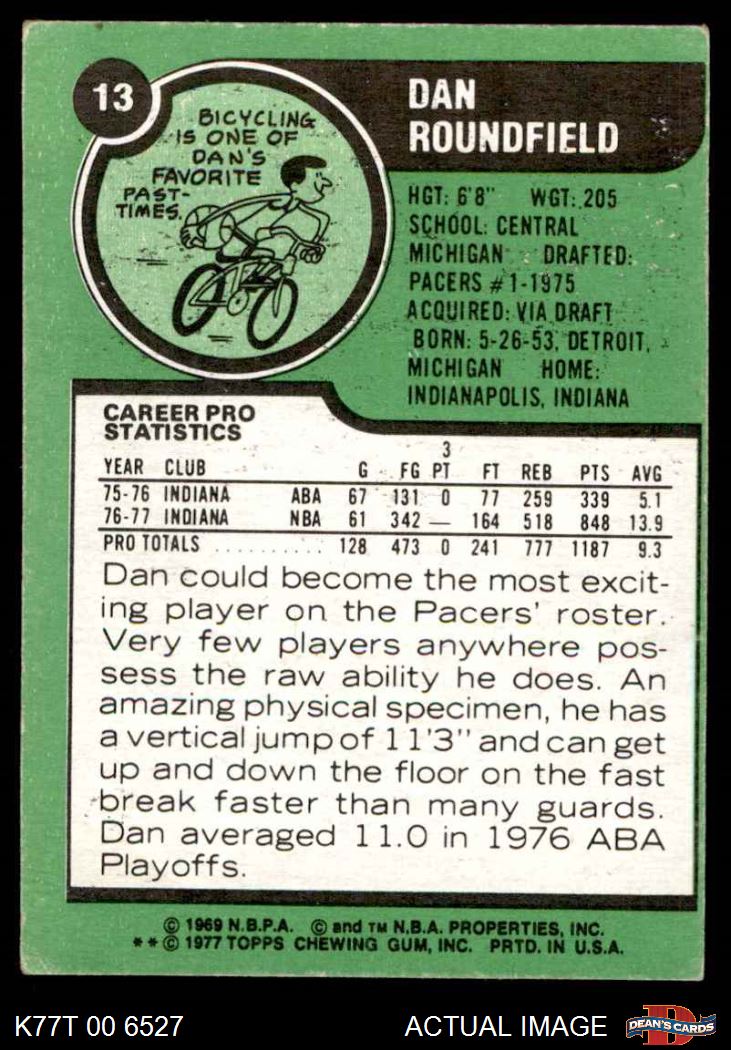 13
BICYCLING
IS ONE OF
DAN'S
FAVORITE
PAST-
TIMES.
DAN
ROUNDFIELD
HGT: 6'8" WGT: 205
SCHOOL: CENTRAL
MICHIGAN DRAFTED:
PACERS #1-1975
ACQUIRED: VIA DRAFT
BORN: 5-26-53, DETROIT,
MICHIGAN HOME:
INDIANAPOLIS, INDIANA
CAREER PRO
STATISTICS
3
YEAR CLUB G FG PT FT REB PTS AVG
75-76 INDIANA ABA 67 131 0 77 259 339 5.1
76-77 INDIANA NBA 61 342 — 164 518 848 13.9
PRO TOTALS .......... 128 473 0 241 777 1187 9.3
Dan could become the most excit-
ing player on the Pacers' roster.
Very few players anywhere pos-
sess the raw ability he does. An
amazing physical specimen, he has
a vertical jump of 11'3" and can get
up and down the floor on the fast
break faster than many guards.
Dan averaged 11.0 in 1976 ABA
Playoffs.
© 1969 N.B.P.A. © and TM N.B.A. PROPERTIES, INC.
**© 1977 TOPPS CHEWING GUM, INC. PRTD. IN U.S.A.
K77T 00 6527 ACTUAL IMAGE D DEAN'S CARDS